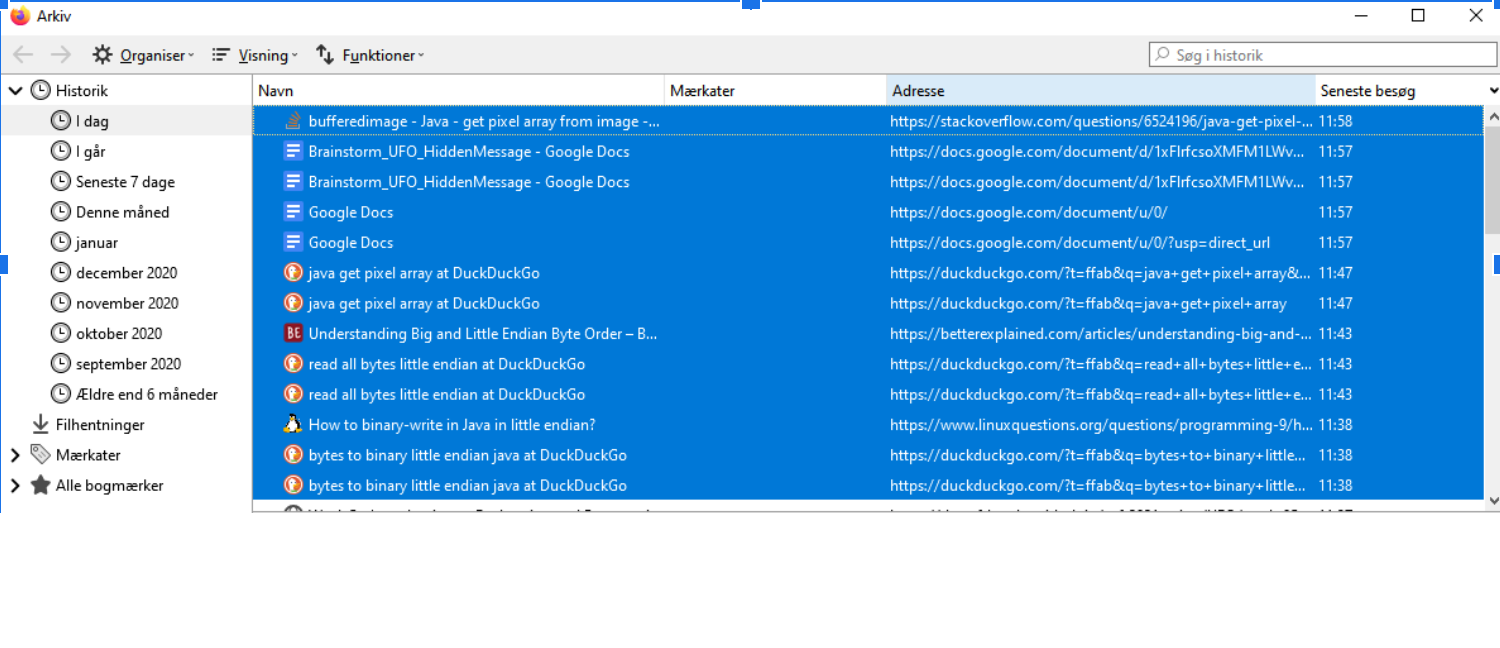 Arkiv
Organiser Visning Funktioner Søg i historik
Navn Mærkater Adresse Seneste besøg
Historik
I dag
I går
Seneste 7 dage
Denne måned
januar
december 2020
november 2020
oktober 2020
september 2020
Ældre end 6 måneder
Filhentninger
Mærkater
Alle bogmærker
bufferedimage - Java - get pixel array from image -... https://stackoverflow.com/questions/6524196/java-get-pixel-... 11:58
Brainstorm_UFO_HiddenMessage - Google Docs https://docs.google.com/document/d/1xFIrfcsoXMFM1LWv... 11:57
Brainstorm_UFO_HiddenMessage - Google Docs https://docs.google.com/document/d/1xFIrfcsoXMFM1LWv... 11:57
Google Docs https://docs.google.com/document/u/0/ 11:57
Google Docs https://docs.google.com/document/u/0/?usp=direct_url 11:57
java get pixel array at DuckDuckGo https://duckduckgo.com/?t=ffab&q=java+get+pixel+array&... 11:47
java get pixel array at DuckDuckGo https://duckduckgo.com/?t=ffab&q=java+get+pixel+array 11:47
BE Understanding Big and Little Endian Byte Order – B... https://betterexplained.com/articles/understanding-big-and-... 11:43
read all bytes little endian at DuckDuckGo https://duckduckgo.com/?t=ffab&q=read+all+bytes+little+e... 11:43
read all bytes little endian at DuckDuckGo https://duckduckgo.com/?t=ffab&q=read+all+bytes+little+e... 11:43
How to binary-write in Java in little endian? https://www.linuxquestions.org/questions/programming-9/h... 11:38
bytes to binary little endian java at DuckDuckGo https://duckduckgo.com/?t=ffab&q=bytes+to+binary+little... 11:38
bytes to binary little endian java at DuckDuckGo https://duckduckgo.com/?t=ffab&q=bytes+to+binary+little... 11:38